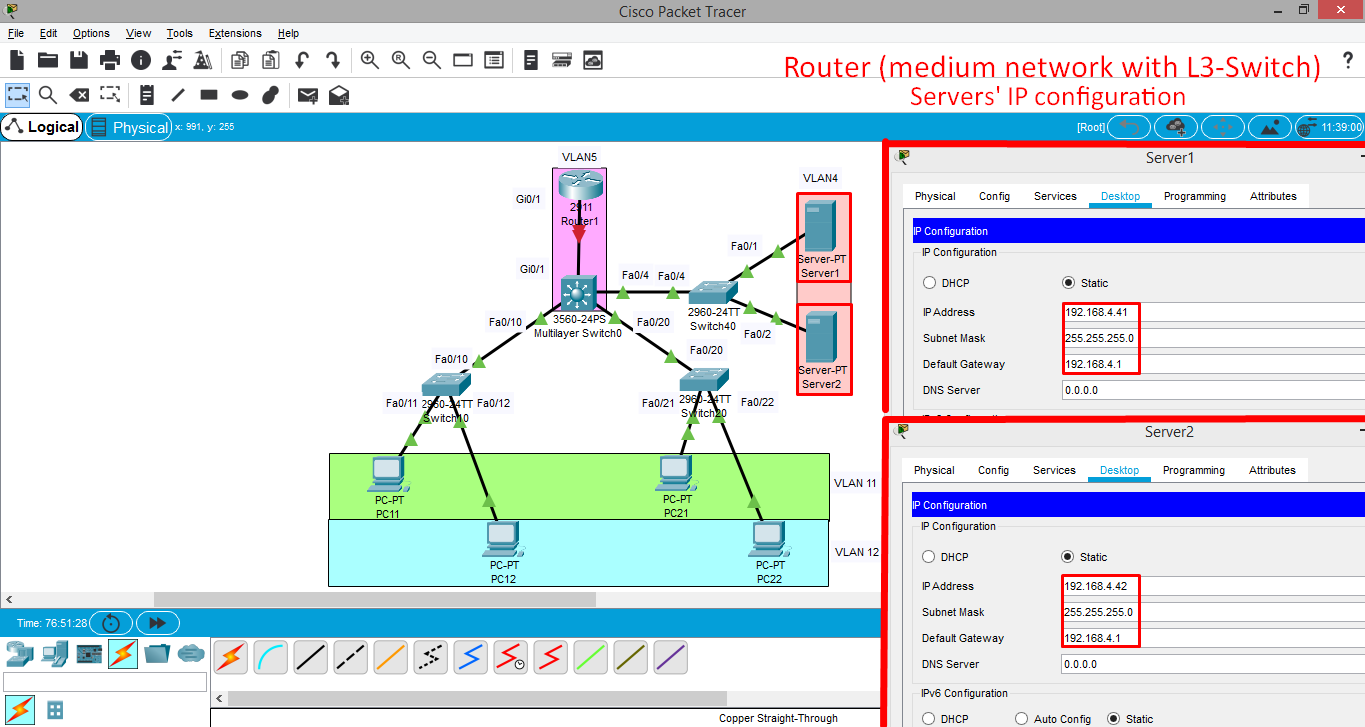 Cisco Packet Tracer
File Edit Options View Tools Extensions Help
Router (medium network with L3-Switch)
Servers' IP configuration
?
Logical Physical x: 991, y: 255 [Root] 11:39:00
VLAN5
Gi0/1
2911
Router1
VLAN4
Fa0/1
Server-PT
Server1
Gi0/1
Fa0/4 Fa0/4
3560-24PS
Multilayer Switch0
2960-24TT
Switch40
Fa0/10 Fa0/20 Fa0/2
Fa0/10 Fa0/20
Server-PT
Server2
Fa0/11 2960-24TT Fa0/12
Switch10
Fa0/21 2960-24TT Fa0/22
Switch20
PC-PT
PC11
PC-PT
PC21
VLAN 11
PC-PT
PC12
PC-PT
PC22
VLAN 12
Time: 76:51:28
Copper Straight-Through
Server1
Physical Config Services Desktop Programming Attributes
IP Configuration
IP Configuration
DHCP Static
IP Address 192.168.4.41
Subnet Mask 255.255.255.0
Default Gateway 192.168.4.1
DNS Server 0.0.0.0
Server2
Physical Config Services Desktop Programming Attributes
IP Configuration
IP Configuration
DHCP Static
IP Address 192.168.4.42
Subnet Mask 255.255.255.0
Default Gateway 192.168.4.1
DNS Server 0.0.0.0
IPv6 Configuration
DHCP Auto Config Static